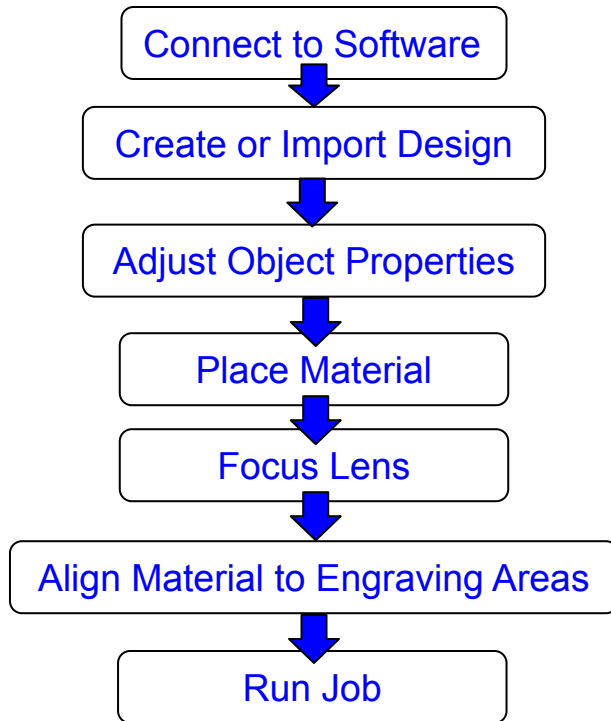 Connect to Software
Create or Import Design
Adjust Object Properties
Place Material
Focus Lens
Align Material to Engraving Areas
Run Job